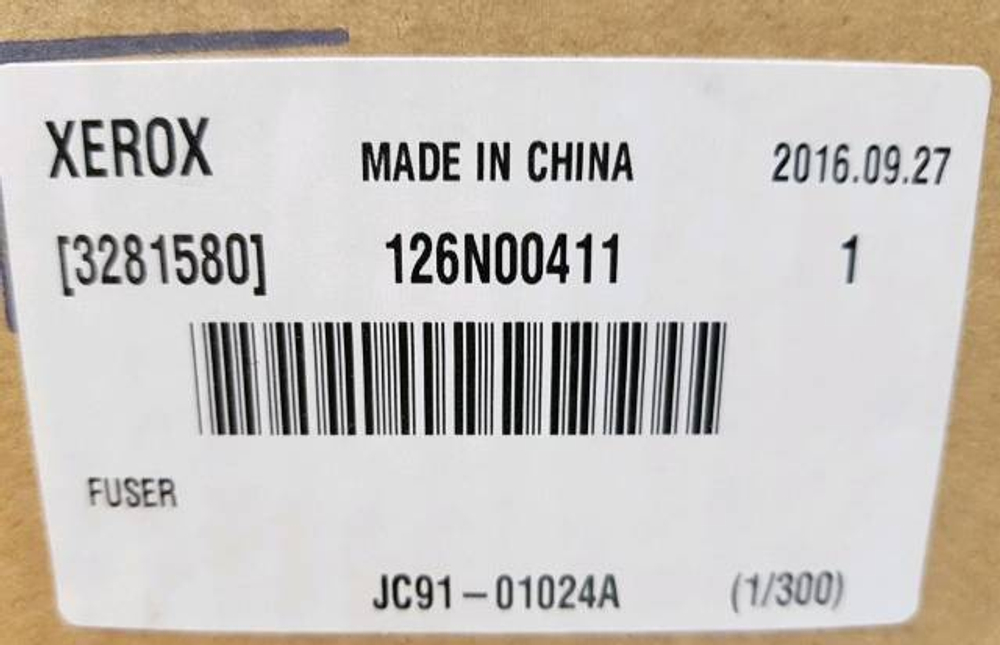 XEROX MADE IN CHINA 2016.09.27
[3281580] 126N00411 1
FUSER
JC91-01024A (1/300)